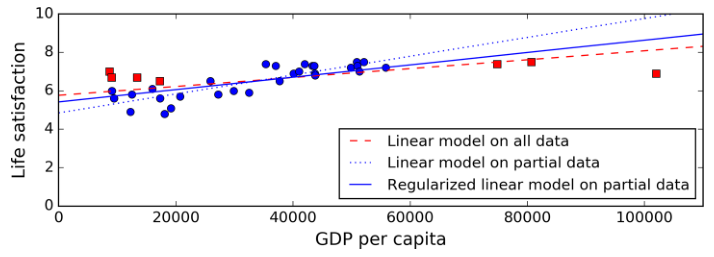 10
8
6
4
2
0
Life satisfaction
0 20000 40000 60000 80000 100000
GDP per capita
Linear model on all data
Linear model on partial data
Regularized linear model on partial data